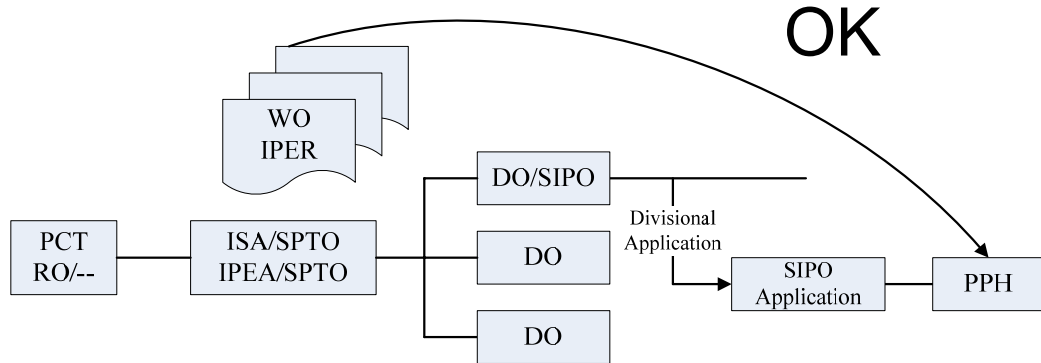 OK
WO
IPER
DO/SIPO
Divisional
Application
PCT
RO/--
ISA/SPTO
IPEA/SPTO
DO
SIPO
Application
PPH
DO